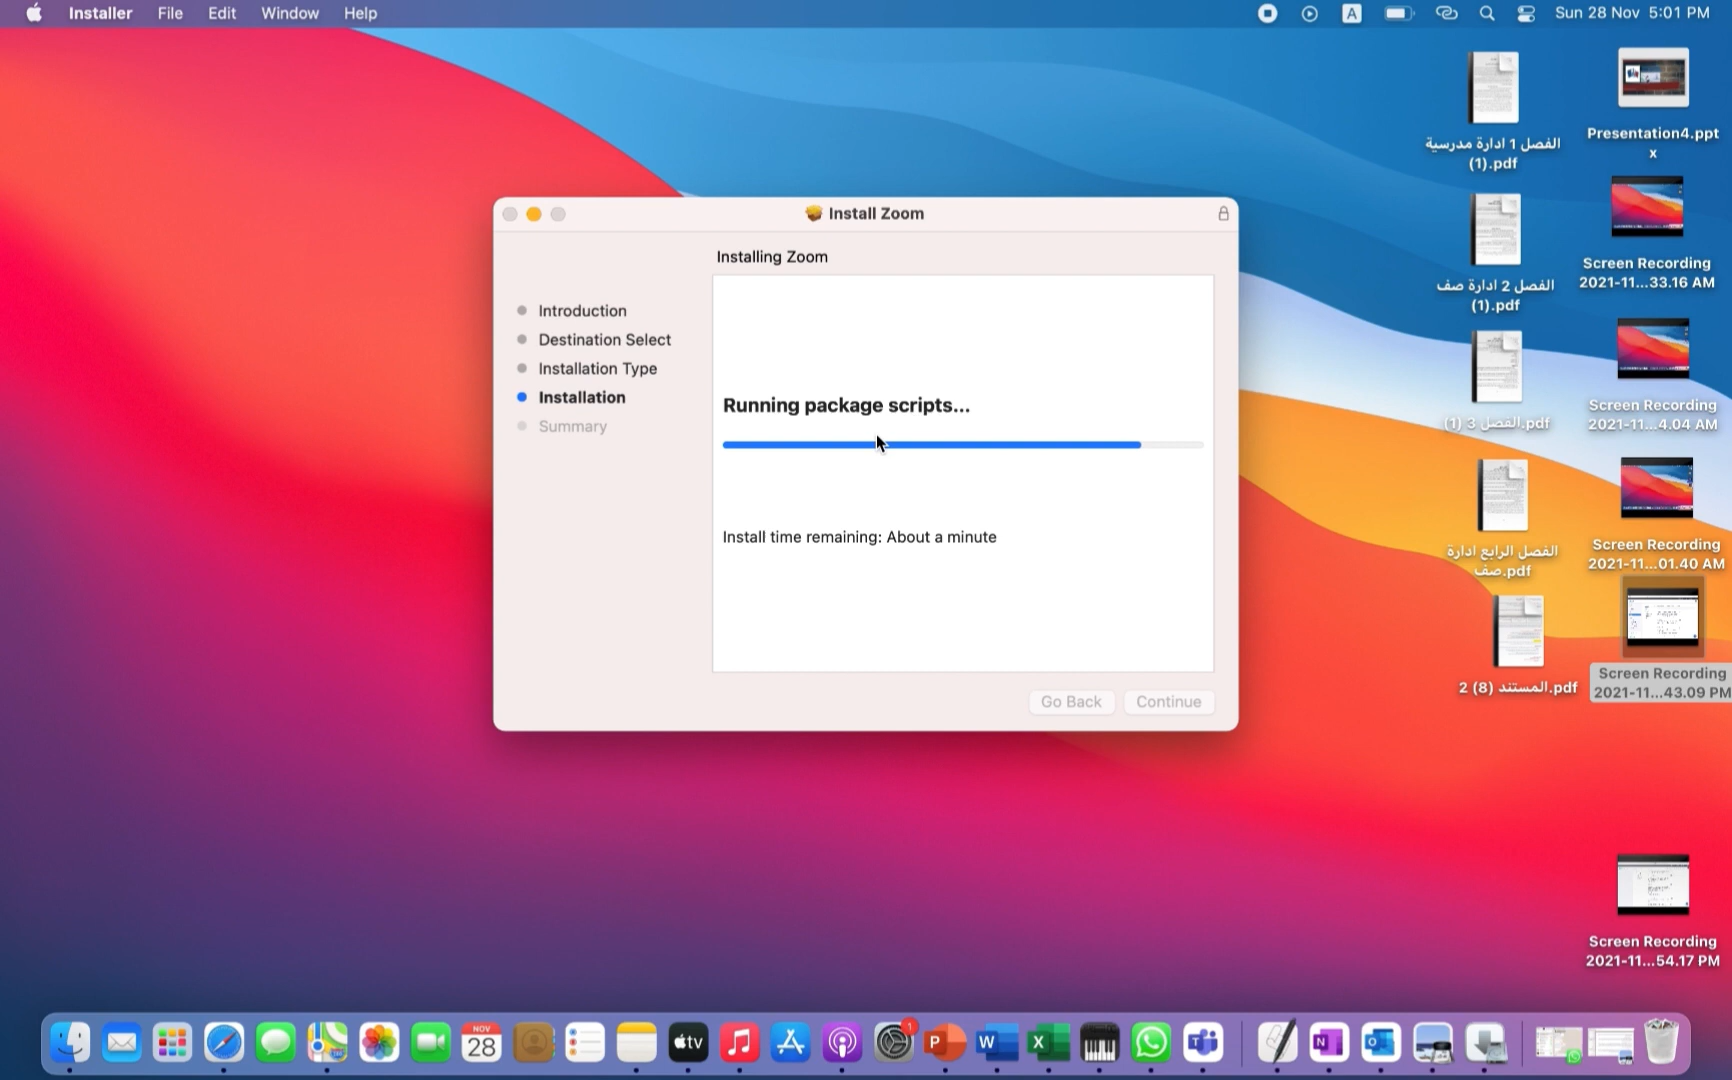 Installer File Edit Window Help
A
Sun 28 Nov 5:01 PM
Install Zoom
Installing Zoom
Introduction
Destination Select
Installation Type
Installation
Summary
Running package scripts...
Install time remaining: About a minute
Go Back
Continue
الفصل 1 ادارة مدرسية
(1).pdf
الفصل 2 ادارة صف
(1).pdf
الفصل 3 (1).pdf
الفصل الرابع ادارة
صف.pdf
المستند (8) 2.pdf
Presentation4.ppt
x
Screen Recording
2021-11...33.16 AM
Screen Recording
2021-11...4.04 AM
Screen Recording
2021-11...01.40 AM
Screen Recording
2021-11...43.09 PM
Screen Recording
2021-11...54.17 PM
NOV
28
tv
1
P
W
X
T
N
O